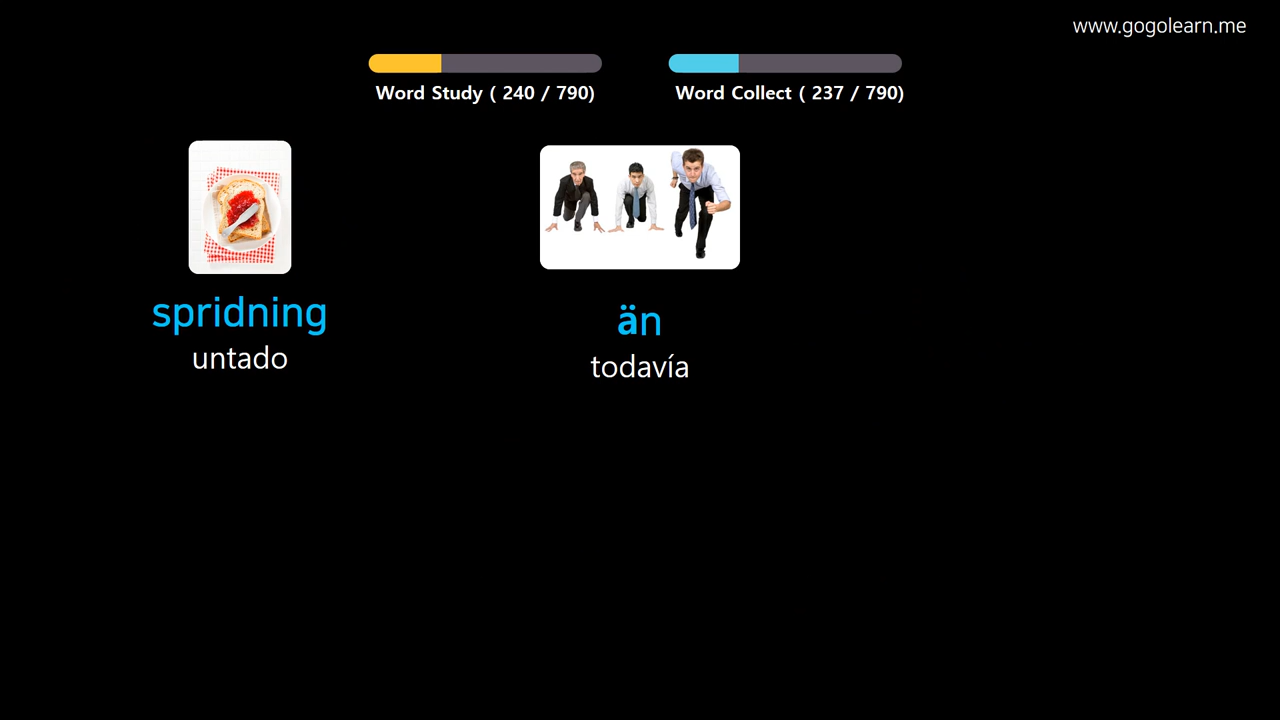 www.gogolearn.me
Word Study ( 240 / 790)
Word Collect ( 237 / 790)
spridning
untado
än
todavía